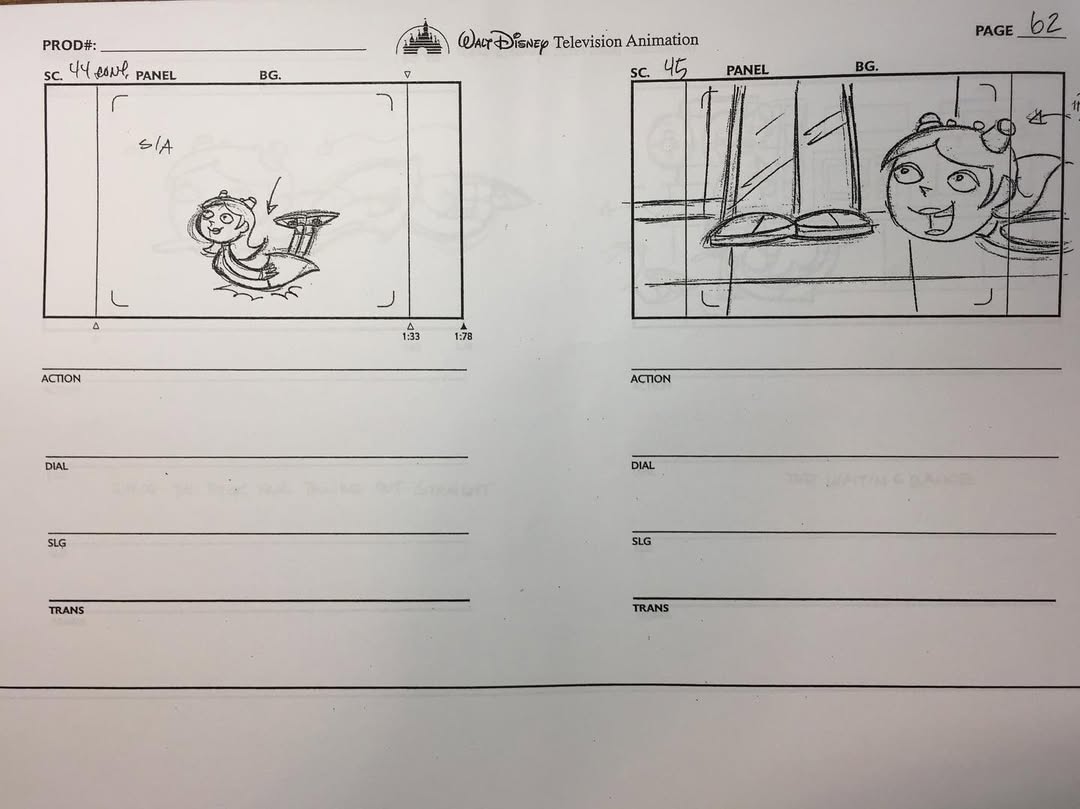 PROD#:
WALT DISNEY Television Animation
PAGE 62
SC. 44 cont. PANEL BG.
SC. 45 PANEL BG.
S/A
1:33 1:78
ACTION
ACTION
DIAL
DIAL
SLG
SLG
TRANS
TRANS